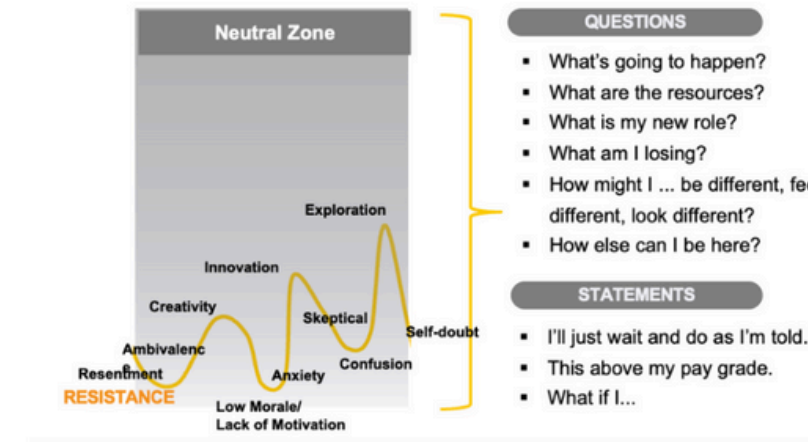 Neutral Zone
Exploration
Innovation
Creativity
Skeptical
Self-doubt
Ambivalenc
e
Resentment
Anxiety
Confusion
RESISTANCE
Low Morale/
Lack of Motivation
QUESTIONS
▪ What's going to happen?
▪ What are the resources?
▪ What is my new role?
▪ What am I losing?
▪ How might I ... be different,
different, look different?
▪ How else can I be here?
STATEMENTS
▪ I'll just wait and do as I'm told.
▪ This above my pay grade.
▪ What if I...